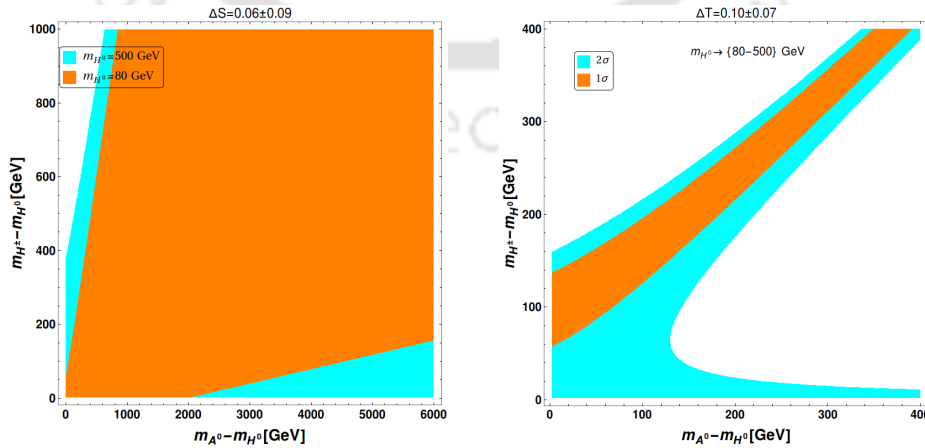 ΔS=0.06±0.09
m_{H^0}=500 GeV
m_{H^0}=80 GeV
1000
800
600
400
200
0
m_{H^±}−m_{H^0}[GeV]
0 1000 2000 3000 4000 5000 6000
m_{A^0}−m_{H^0}[GeV]
ΔT=0.10±0.07
m_{H^0}→ {80−500} GeV
2σ
1σ
400
300
200
100
0
m_{H^±}−m_{H^0}[GeV]
0 100 200 300 400
m_{A^0}−m_{H^0}[GeV]